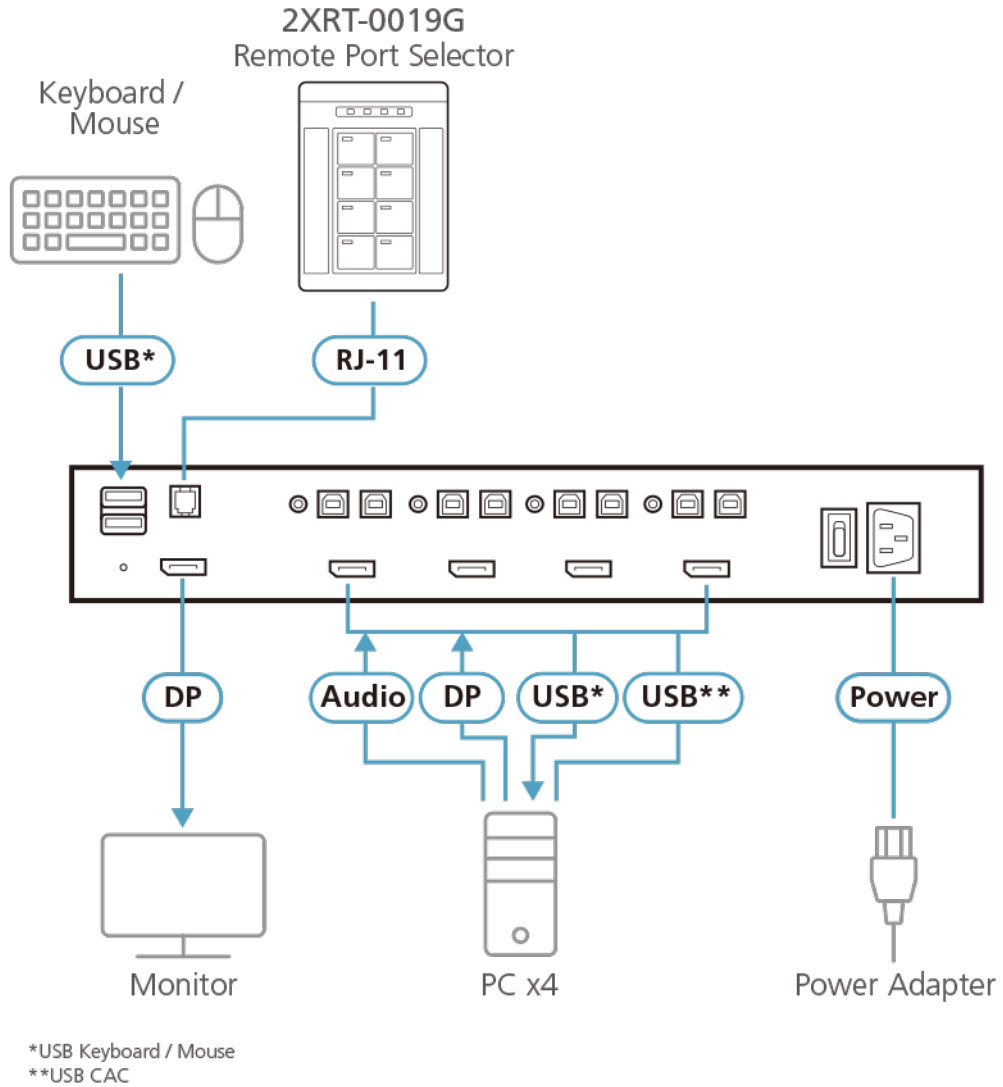 2XRT-0019G
Remote Port Selector
Keyboard /
Mouse
USB*
RJ-11
DP
Audio
DP
USB*
USB**
Power
Monitor
PC x4
Power Adapter
*USB Keyboard / Mouse
**USB CAC